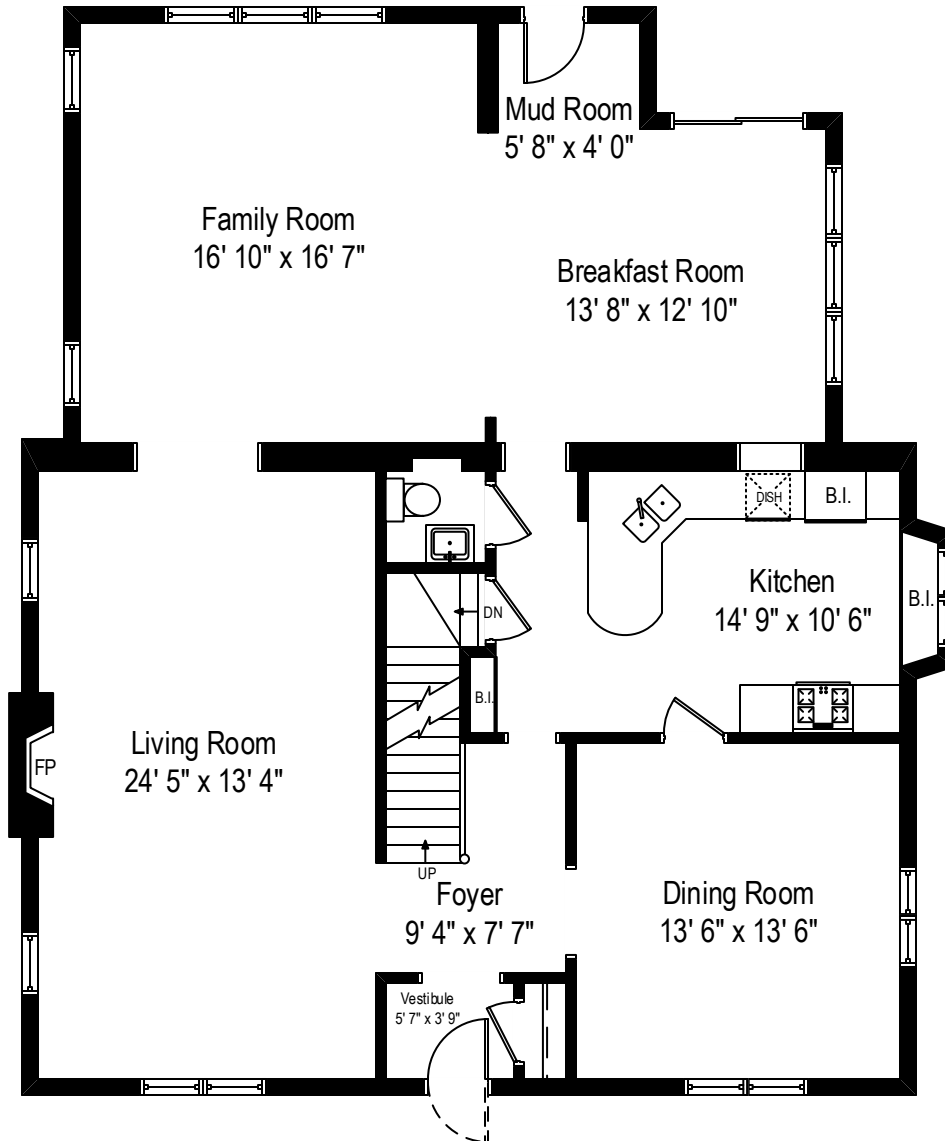 Mud Room
5' 8" x 4' 0"
Family Room
16' 10" x 16' 7"
Breakfast Room
13' 8" x 12' 10"
DISH
B.I.
Kitchen
14' 9" x 10' 6"
B.I.
DN
B.I.
Living Room
24' 5" x 13' 4"
FP
UP
Foyer
9' 4" x 7' 7"
Dining Room
13' 6" x 13' 6"
Vestibule
5' 7" x 3' 9"